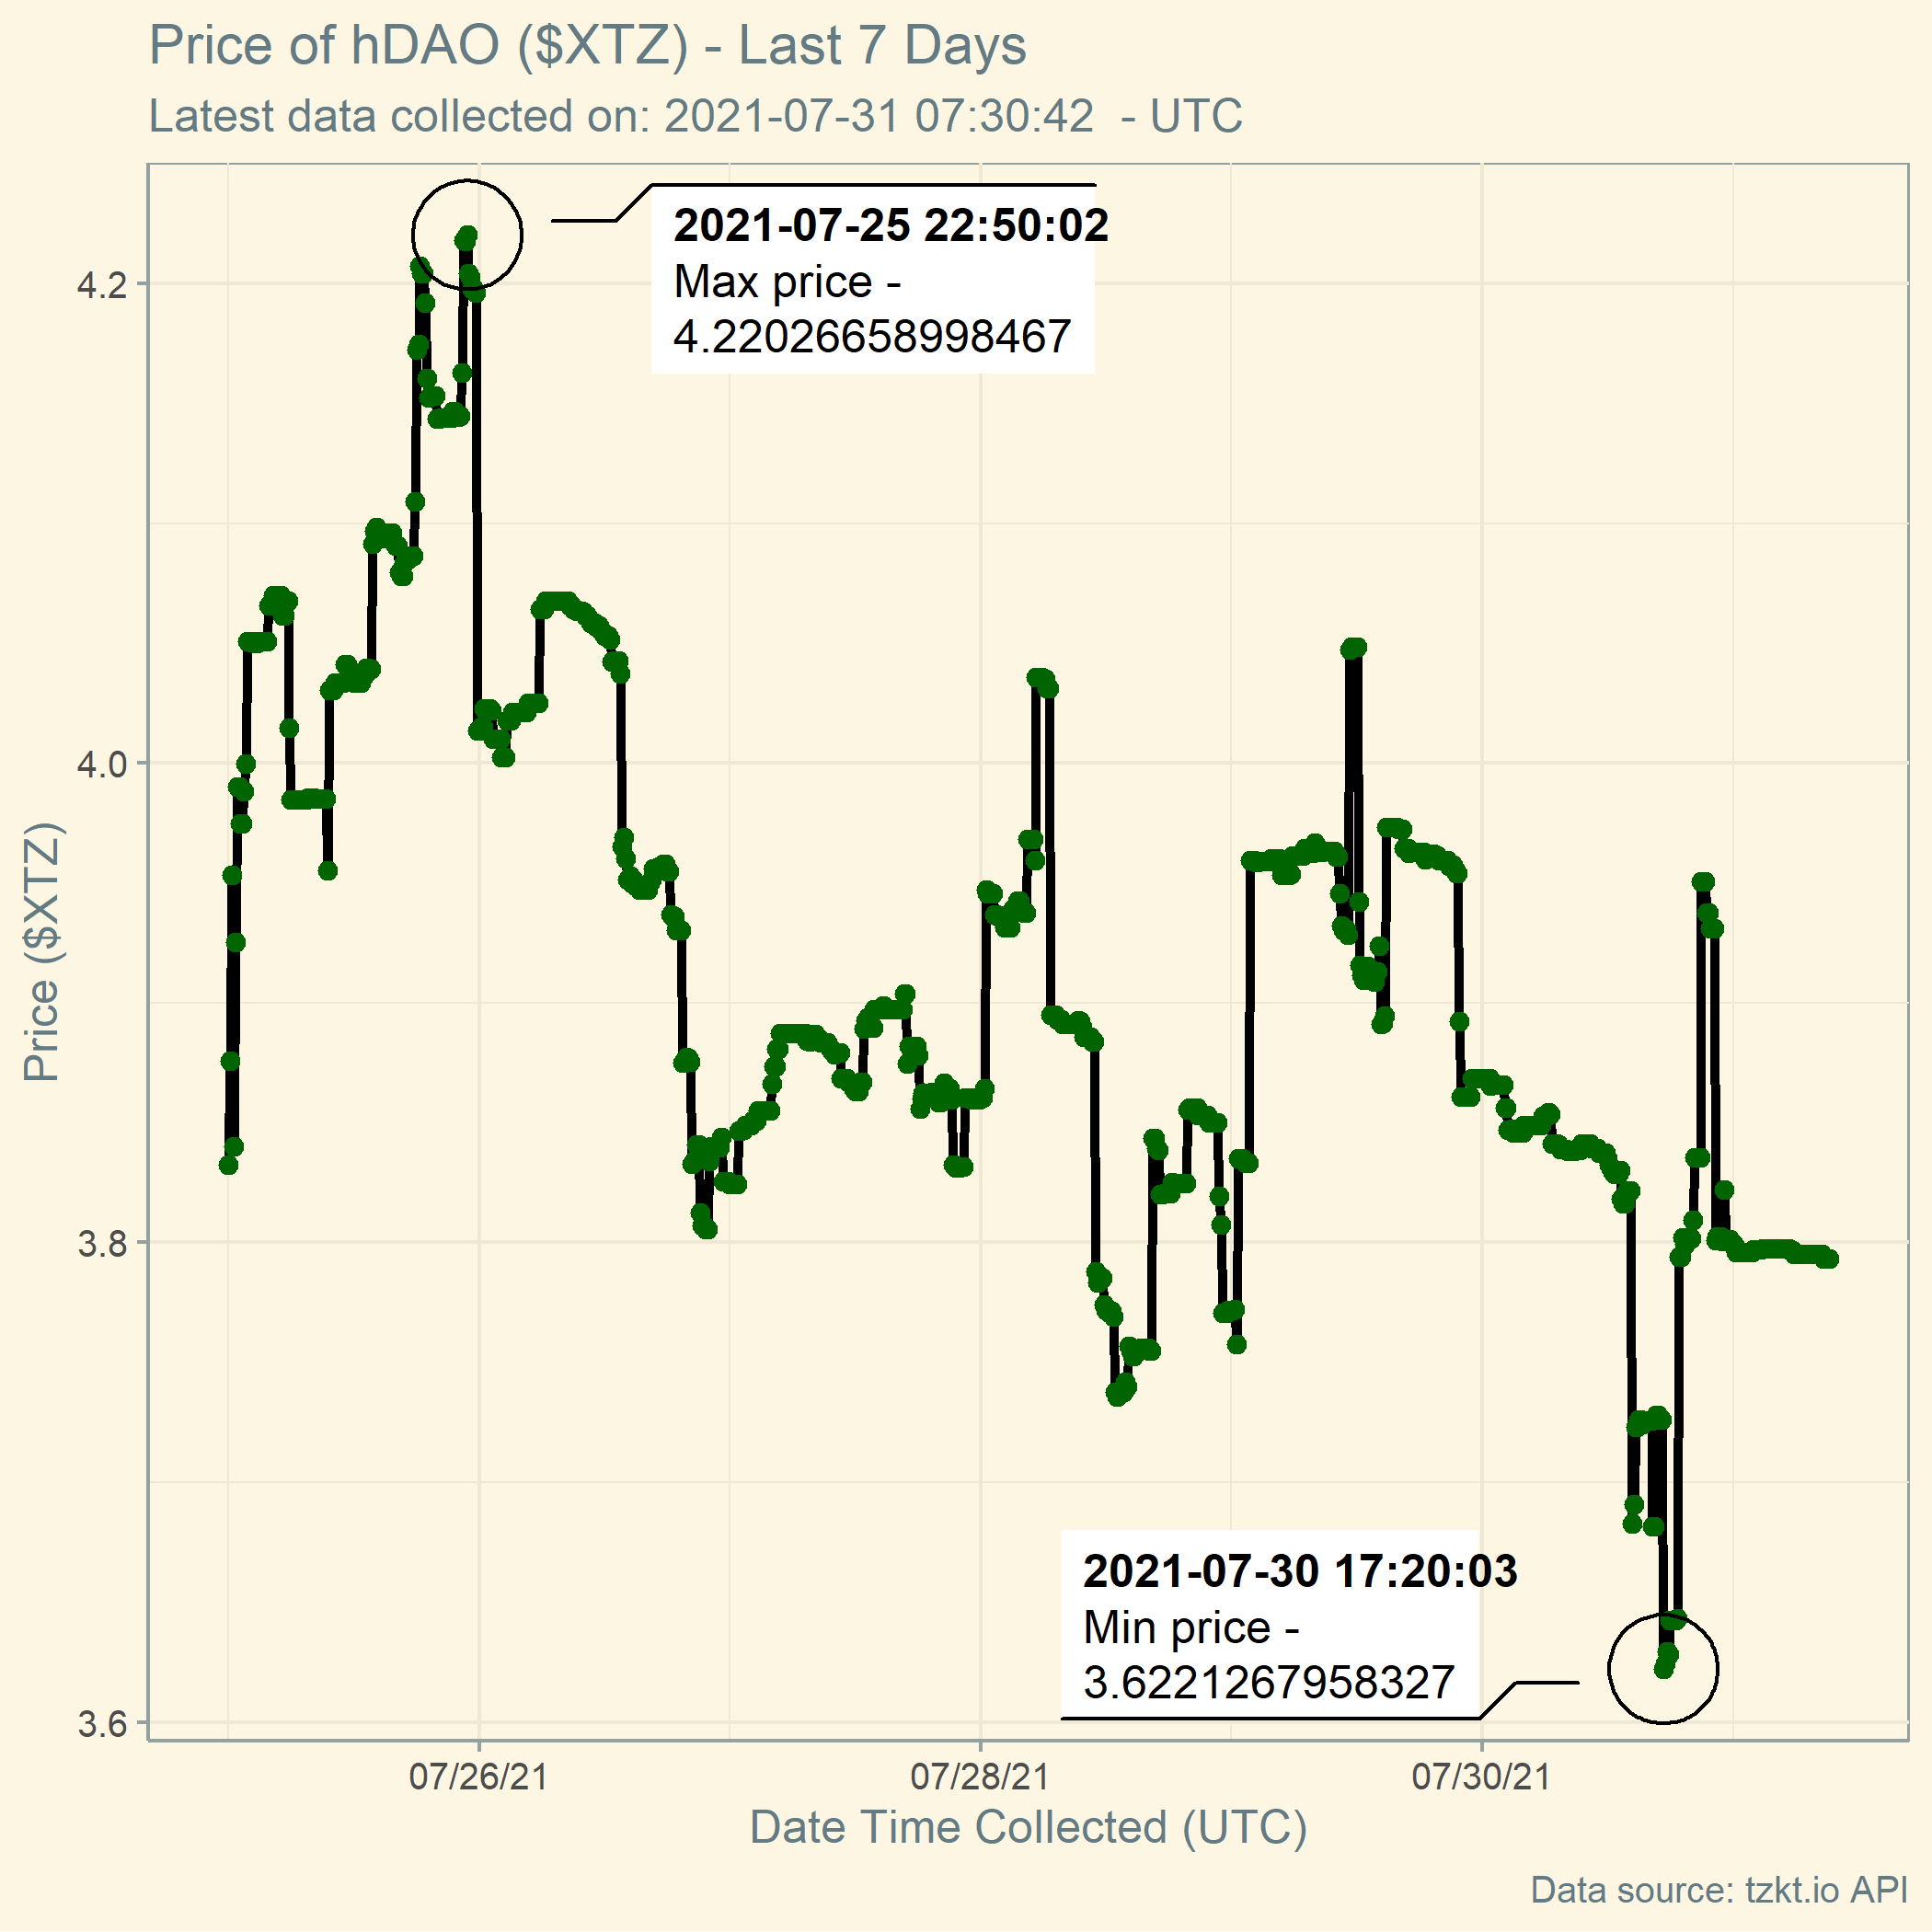 Price of hDAO ($XTZ) - Last 7 Days
Latest data collected on: 2021-07-31 07:30:42  - UTC
2021-07-25 22:50:02
Max price -
4.22026658998467
4.2
4.0
3.8
3.6
Price ($XTZ)
2021-07-30 17:20:03
Min price -
3.6221267958327
07/26/21
07/28/21
07/30/21
Date Time Collected (UTC)
Data source: tzkt.io API